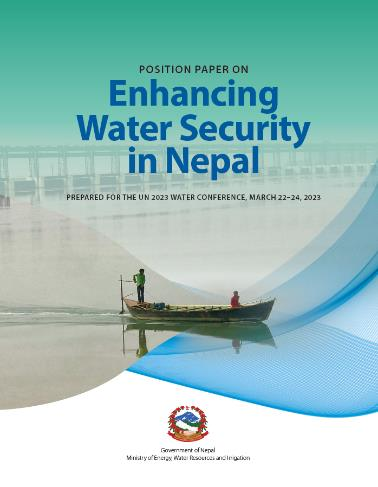 POSITION PAPER ON
Enhancing
Water Security
in Nepal
PREPARED FOR THE UN 2023 WATER CONFERENCE, MARCH 22–24, 2023
Government of Nepal
Ministry of Energy, Water Resources and Irrigation